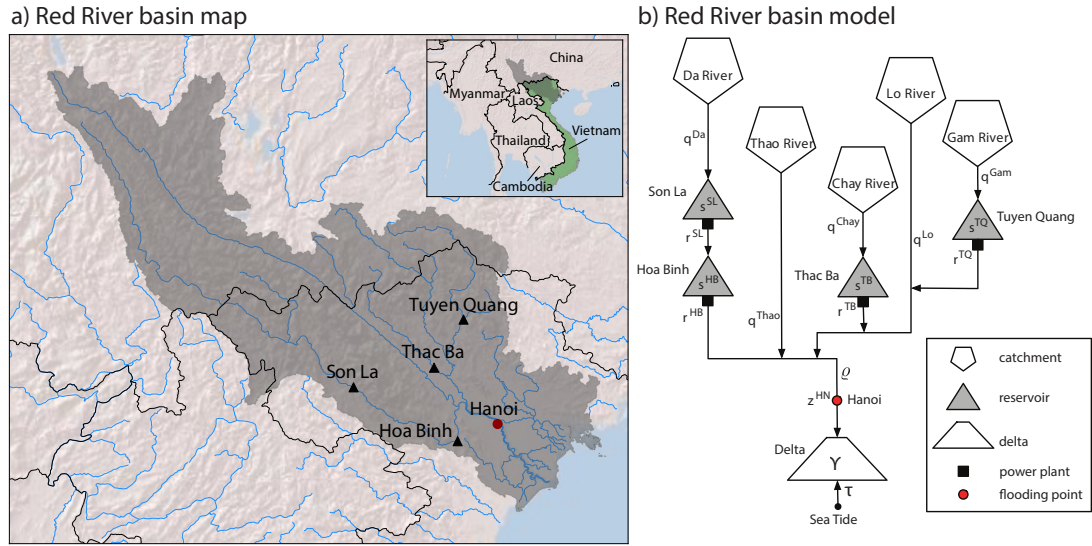 a) Red River basin map
China
Myanmar
Laos
Vietnam
Thailand
Cambodia
Tuyen Quang
Thac Ba
Son La
Hanoi
Hoa Binh
b) Red River basin model
Da River
Lo River
Thao River
Gam River
Chay River
q^Da
q^Gam
Son La
s^SL
r^SL
q^Chay
q^Lo
s^TQ
Tuyen Quang
r^TQ
Hoa Binh
s^HB
r^HB
Thac Ba
s^TB
r^TB
q^Thao
ϱ
z^HN
Hanoi
Delta
ϒ
τ
Sea Tide
catchment
reservoir
delta
power plant
flooding point